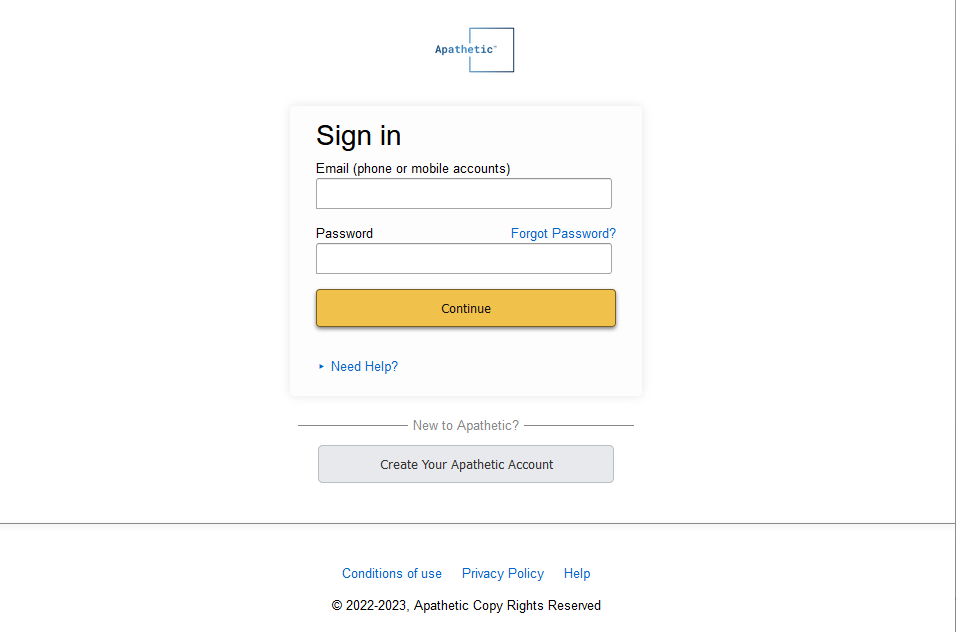 Apathetic™
Sign in
Email (phone or mobile accounts)
Password Forgot Password?
Continue
Need Help?
New to Apathetic?
Create Your Apathetic Account
Conditions of use Privacy Policy Help
© 2022-2023, Apathetic Copy Rights Reserved